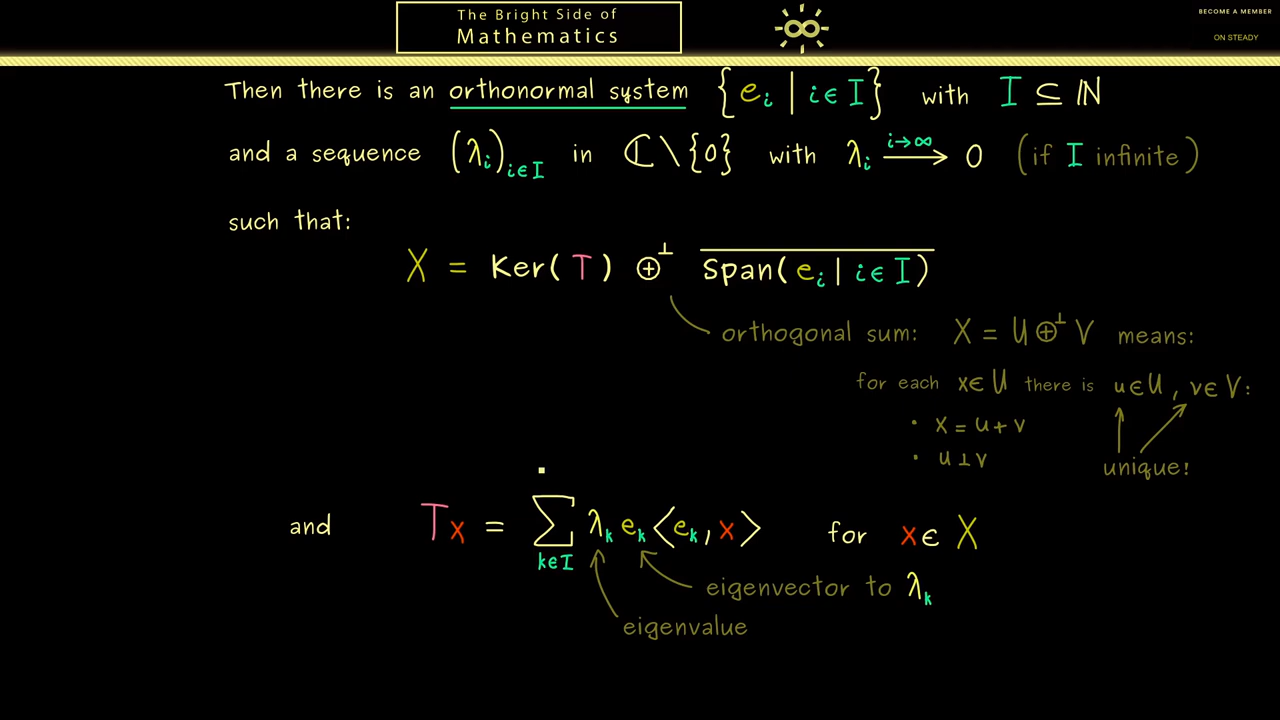 The Bright Side of
Mathematics
BECOME A MEMBER
ON STEADY
Then there is an orthonormal system {e_i | i ∈ I} with I ⊆ ℕ
and a sequence (λ_i)_{i∈I} in ℂ \ {0} with λ_i →^{i→∞} 0 (if I infinite)
such that:
X = Ker(T) ⊕^⊥ \overline{Span(e_i | i ∈ I)}
orthogonal sum: X = U ⊕^⊥ V means:
for each x ∈ U there is u ∈ U, v ∈ V:
• x = u + v
• u ⊥ v
unique!
and Tx = ∑_{k∈I} λ_k e_k ⟨e_k, x⟩ for x ∈ X
eigenvector to λ_k
eigenvalue